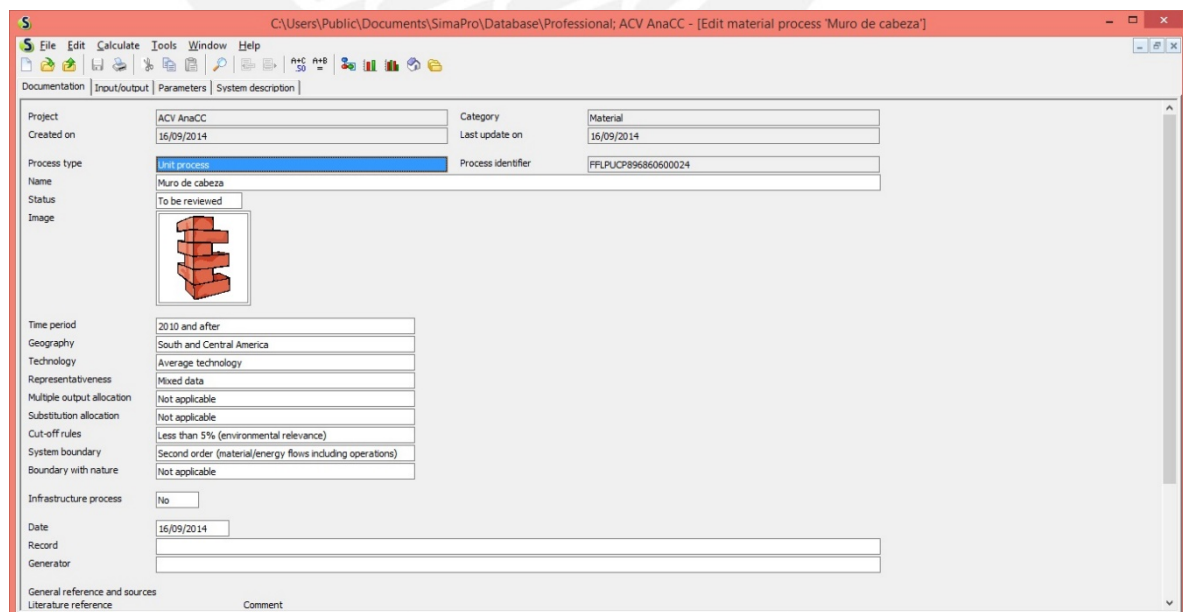 C:\Users\Public\Documents\SimaPro\Database\Professional; ACV AnaCC - [Edit material process 'Muro de cabeza']
File Edit Calculate Tools Window Help
Documentation Input/output Parameters System description
Project ACV AnaCC Category Material
Created on 16/09/2014 Last update on 16/09/2014
Process type Unit process Process identifier FFLPUCP896860600024
Name Muro de cabeza
Status To be reviewed
Image
Time period 2010 and after
Geography South and Central America
Technology Average technology
Representativeness Mixed data
Multiple output allocation Not applicable
Substitution allocation Not applicable
Cut-off rules Less than 5% (environmental relevance)
System boundary Second order (material/energy flows including operations)
Boundary with nature Not applicable
Infrastructure process No
Date 16/09/2014
Record
Generator
General reference and sources
Literature reference Comment